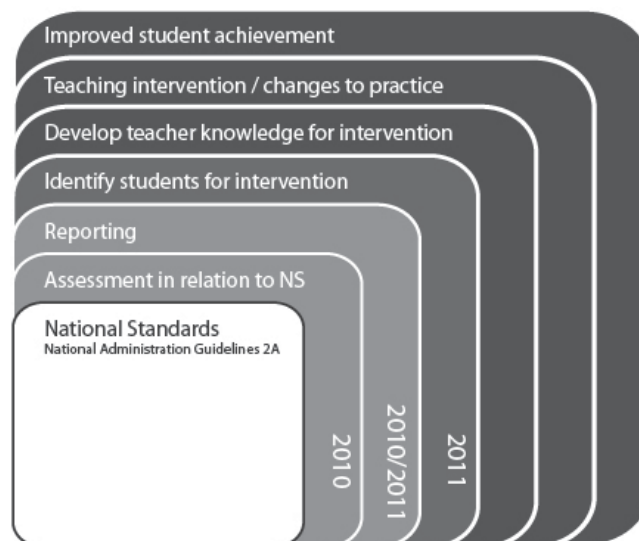 Improved student achievement
Teaching intervention / changes to practice
Develop teacher knowledge for intervention
Identify students for intervention
Reporting
Assessment in relation to NS
National Standards
National Administration Guidelines 2A
2010
2010/2011
2011